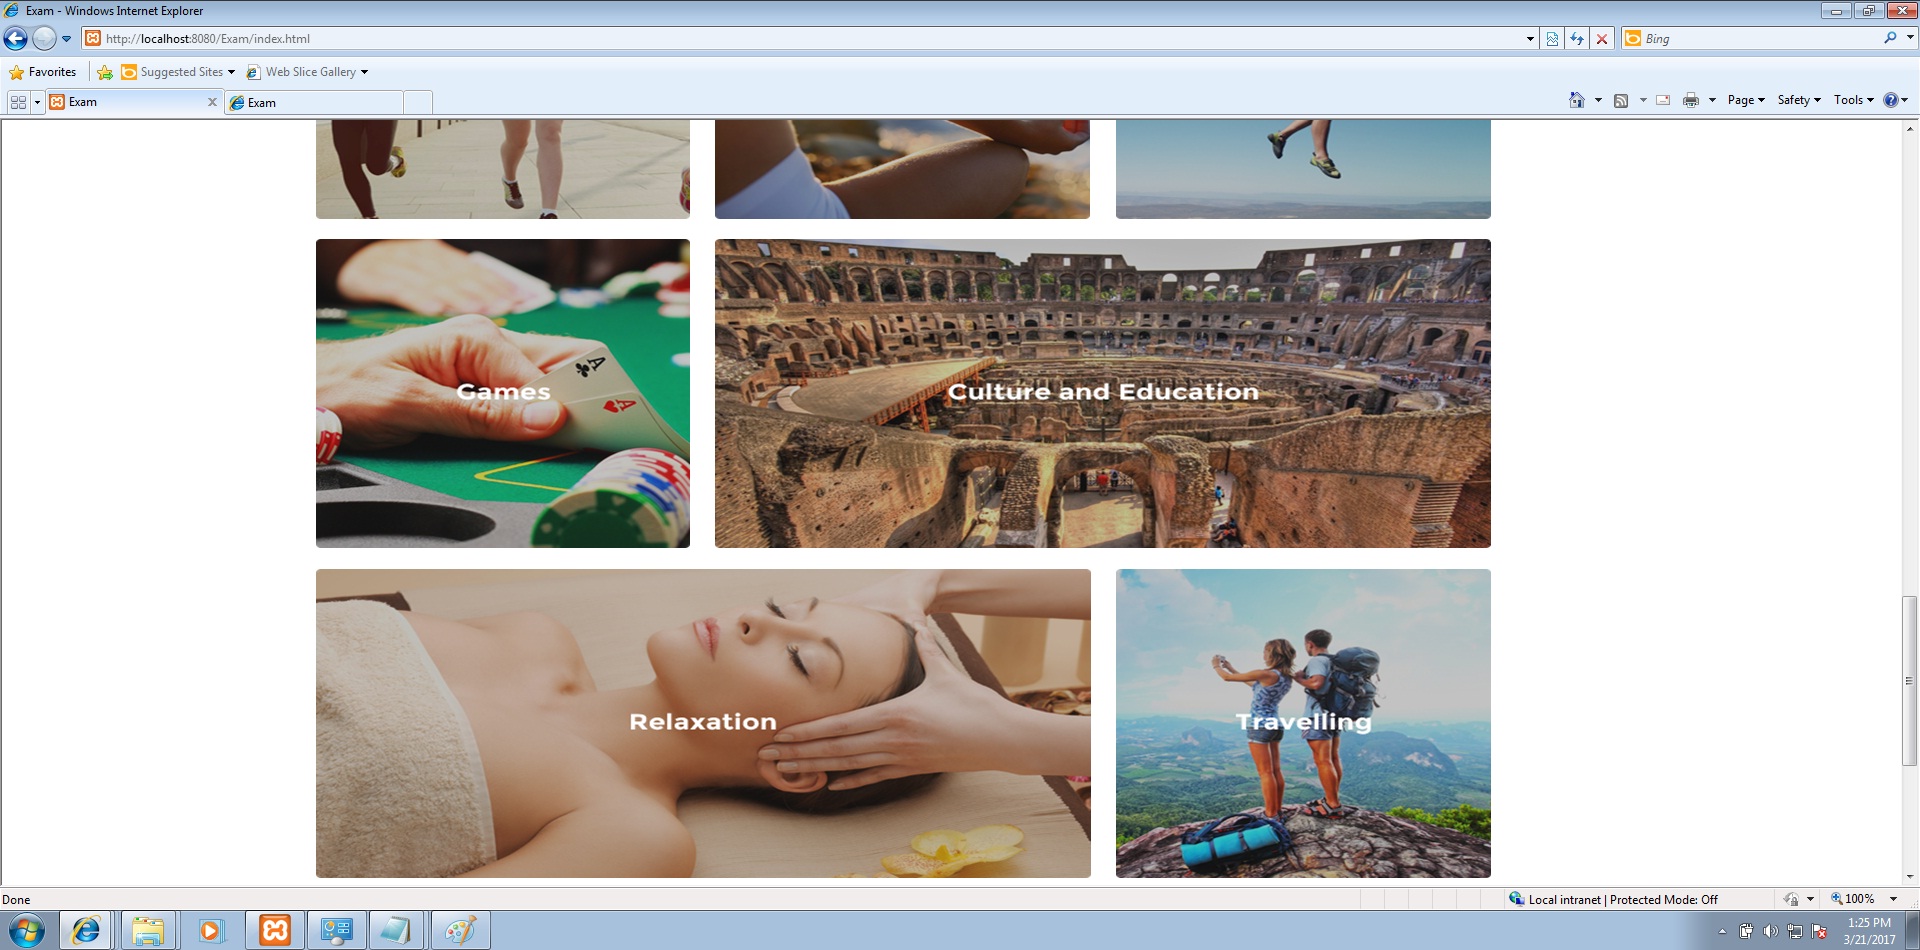 Exam - Windows Internet Explorer
http://localhost:8080/Exam/index.html
Bing
Favorites
Suggested Sites
Web Slice Gallery
Exam
Exam
Page
Safety
Tools
Games
A
A
Culture and Education
Relaxation
Travelling
Done
Local intranet | Protected Mode: Off
100%
1:25 PM
3/21/2017